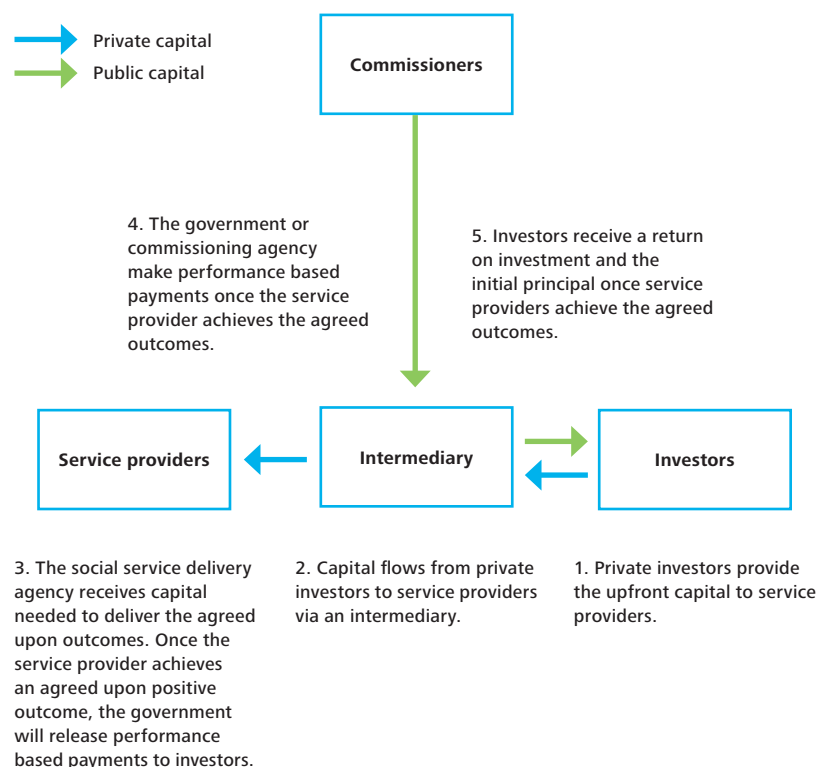 Private capital
Public capital
Commissioners
4. The government or
commissioning agency
make performance based
payments once the service
provider achieves the agreed
outcomes.
5. Investors receive a return
on investment and the
initial principal once service
providers achieve the agreed
outcomes.
Service providers
Intermediary
Investors
3. The social service delivery
agency receives capital
needed to deliver the agreed
upon outcomes. Once the
service provider achieves
an agreed upon positive
outcome, the government
will release performance
based payments to investors.
2. Capital flows from private
investors to service providers
via an intermediary.
1. Private investors provide
the upfront capital to service
providers.